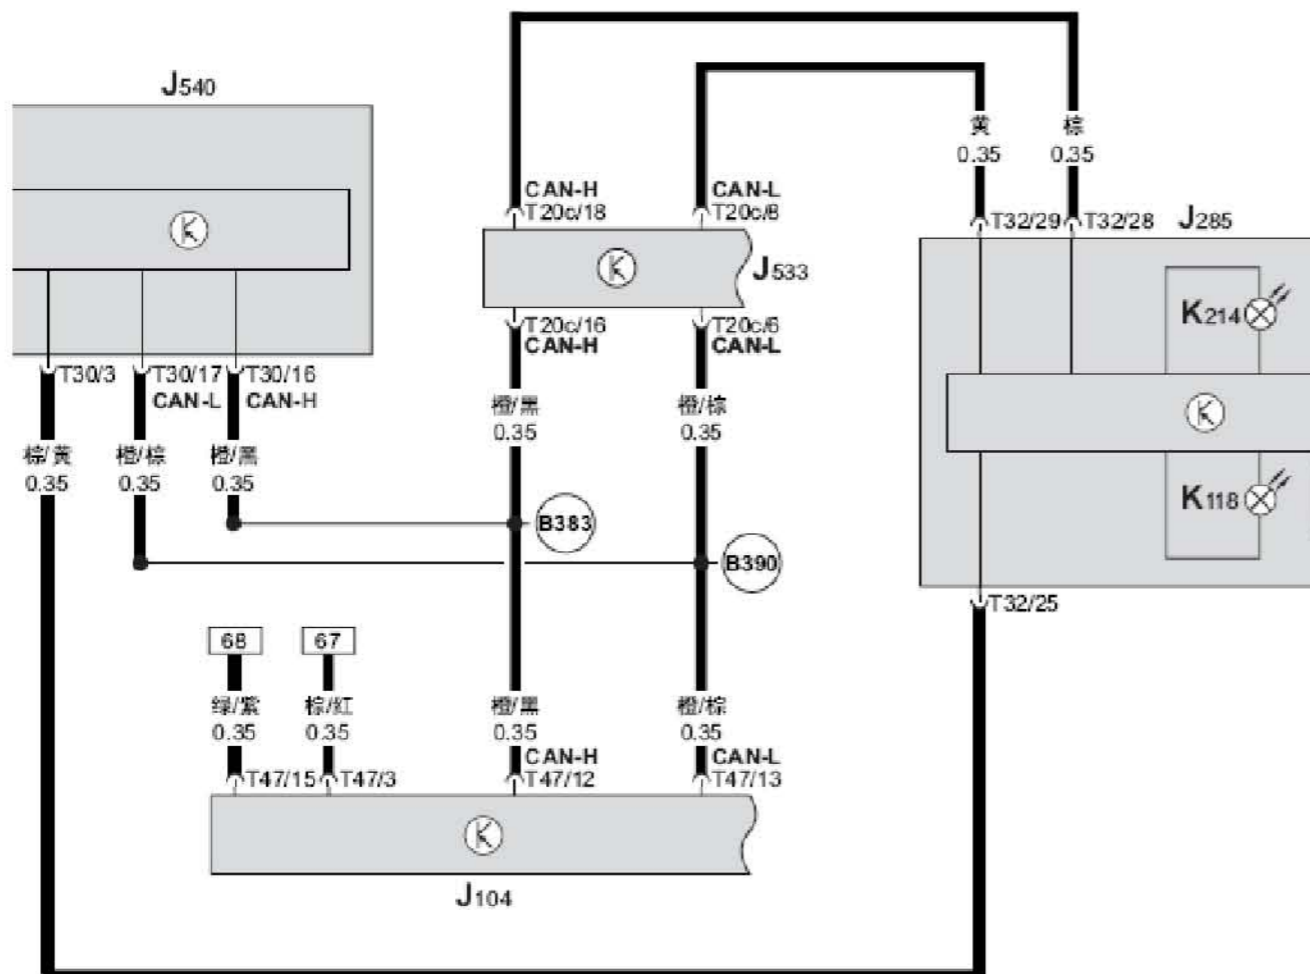 J540
黄
0.35
棕
0.35
CAN-H
T20c/18
CAN-L
T20c/8
T32/29
T32/28
J285
J533
K214
T20c/16
CAN-H
T20c/6
CAN-L
T30/3
T30/17
CAN-L
T30/16
CAN-H
橙/黑
0.35
橙/棕
0.35
棕/黄
0.35
橙/棕
0.35
橙/黑
0.35
K118
B383
B390
T32/25
68
67
绿/紫
0.35
棕/红
0.35
橙/黑
0.35
橙/棕
0.35
CAN-H
T47/12
CAN-L
T47/13
T47/15
T47/3
J104